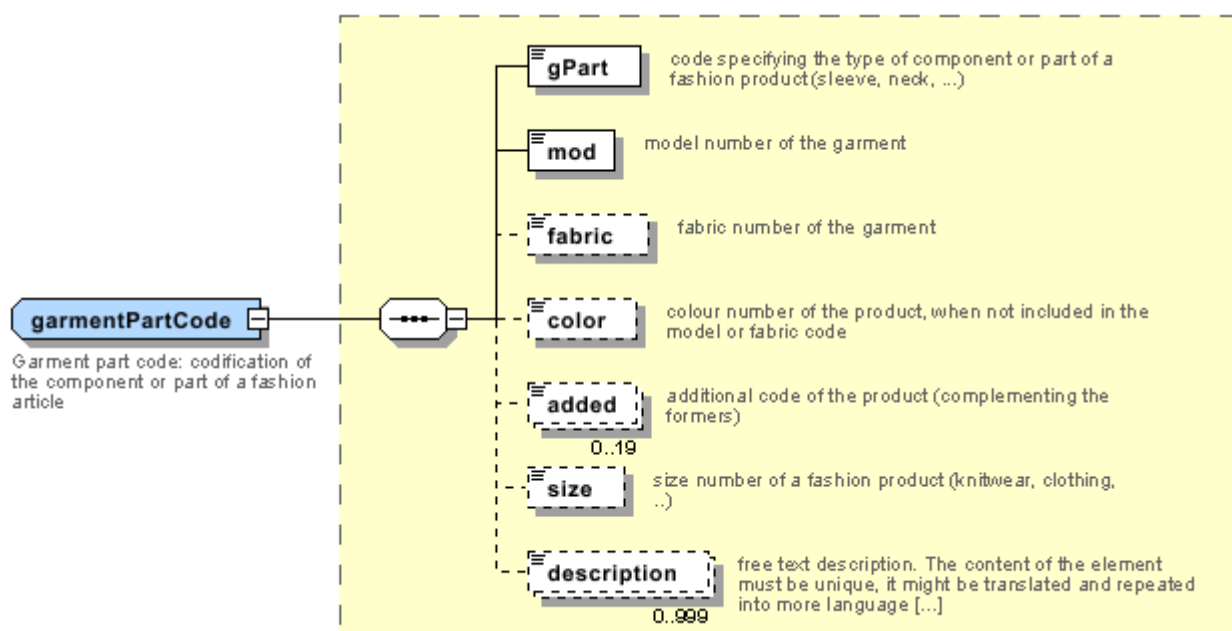 gPart
code specifying the type of component or part of a
fashion product (sleeve, neck, ...)
mod
model number of the garment
fabric
fabric number of the garment
garmentPartCode
Garment part code: codification of
the component or part of a fashion
article
color
colour number of the product, when not included in the
model or fabric code
added
additional code of the product (complementing the
formers)
0..19
size
size number of a fashion product (knitwear, clothing,
..)
description
free text description. The content of the element
must be unique, it might be translated and repeated
into more language [...]
0..999